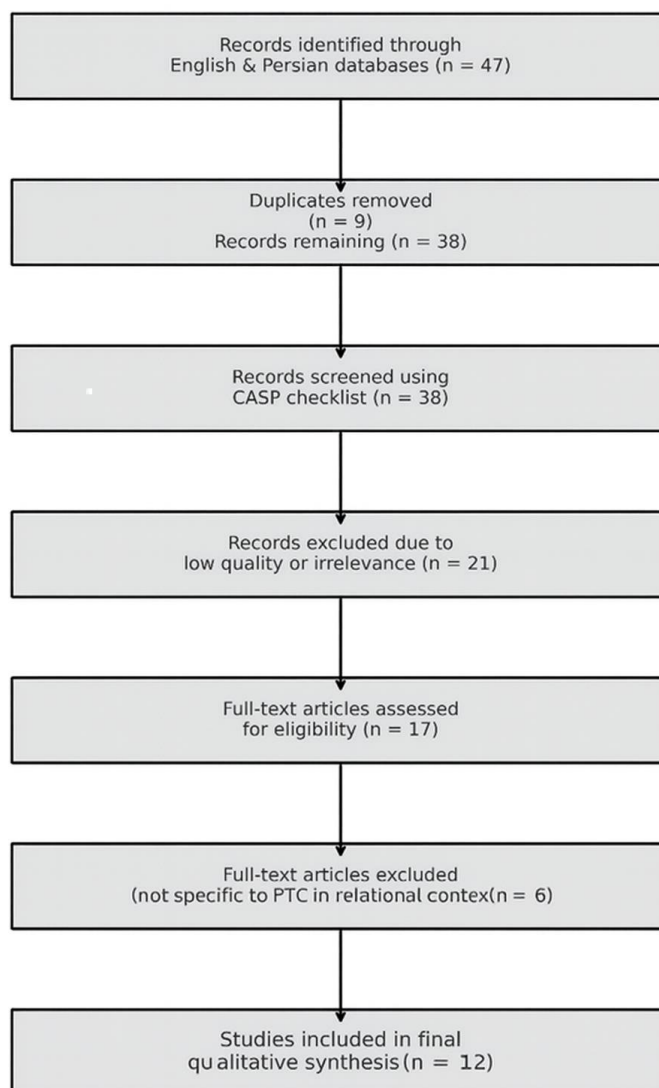 Records identified through
English & Persian databases (n = 47)
Duplicates removed
(n = 9)
Records remaining (n = 38)
Records screened using
CASP checklist (n = 38)
Records excluded due to
low quality or irrelevance (n = 21)
Full-text articles assessed
for eligibility (n = 17)
Full-text articles excluded
(not specific to PTC in relational contex(n = 6)
Studies included in final
qualitative synthesis (n = 12)